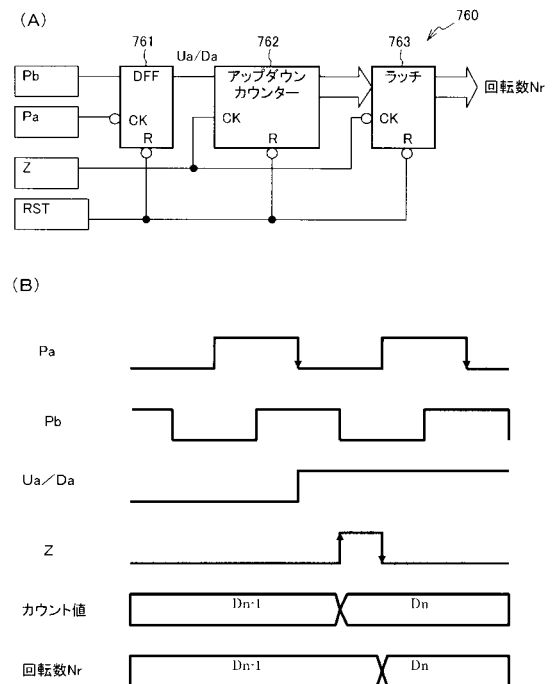 (A)
760
761
762
763
Pb
DFF
Ua/Da
アップダウン
カウンター
ラッチ
回転数Nr
Pa
CK
CK
CK
R
R
R
Z
RST
(B)
Pa
Pb
Ua/Da
Z
カウント値
Dn-1
Dn
回転数Nr
Dn-1
Dn